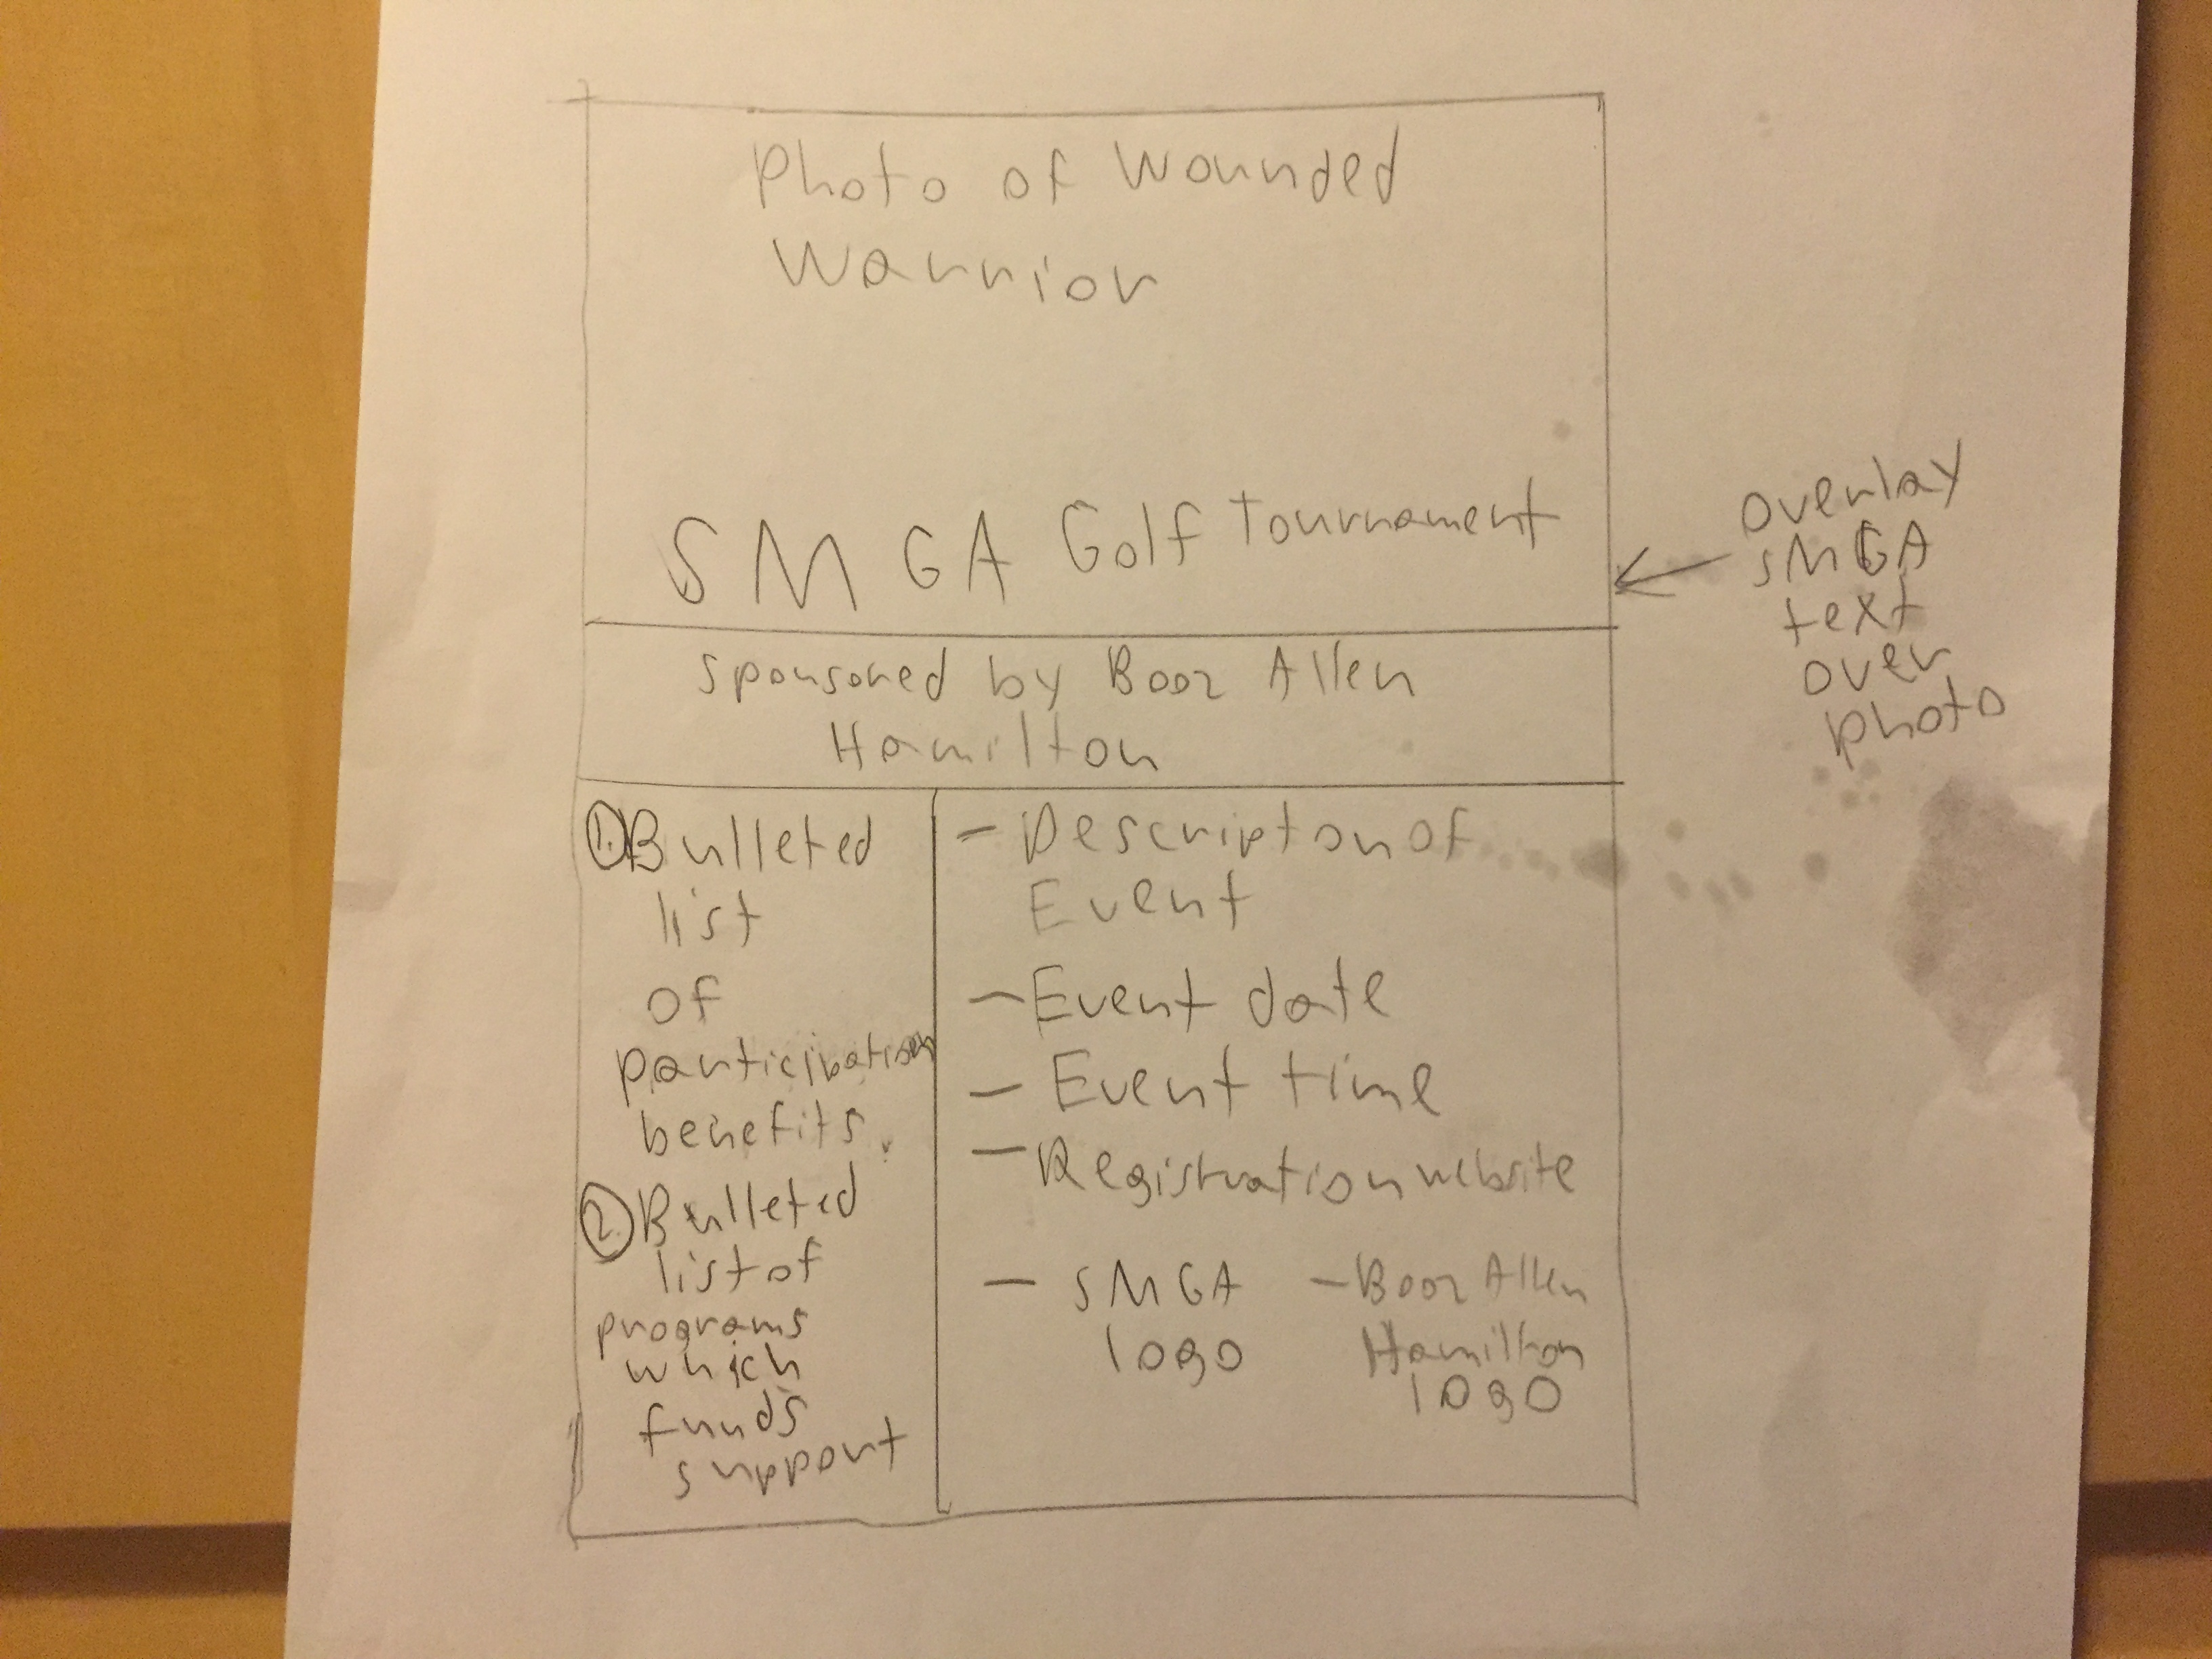 Photo of Wounded
Warrior
SMGA Golf Tournament
overlay
SMGA
text
over
photo
Sponsored by Booz Allen
Hamilton
1. Bulleted
list
of
participation
benefits.
2. Bulleted
list of
programs
which
funds
support
- Descripton of
Event
- Event date
- Event time
- Registration website
- SMGA
logo
- Booz Allen
Hamilton
logo